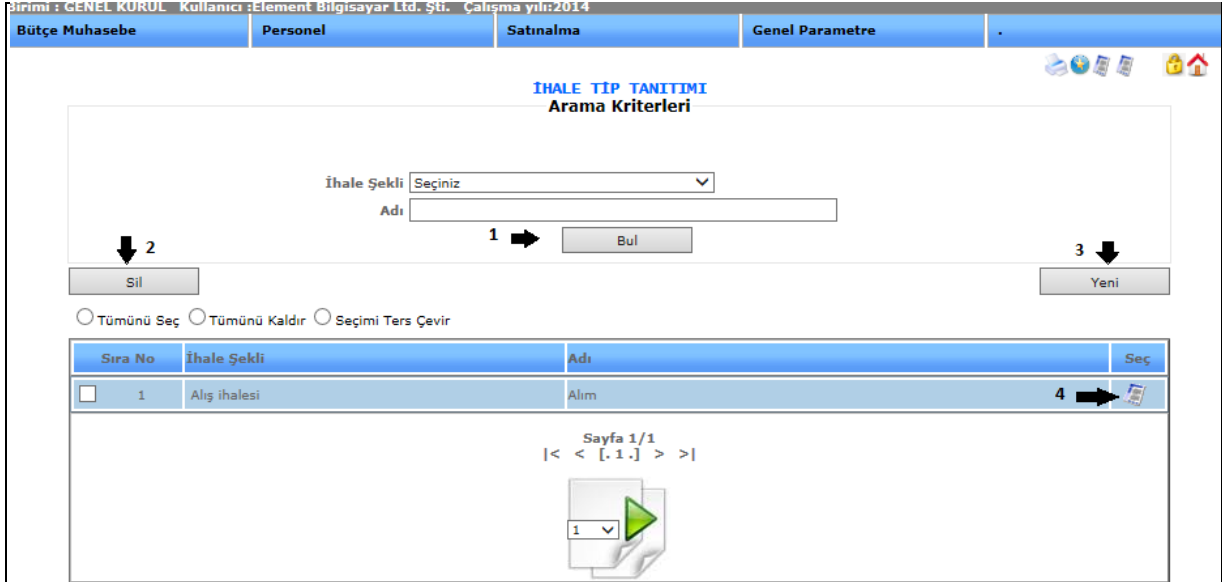 Birimi : GENEL KURUL Kullanıcı :Element Bilgisayar Ltd. Şti. Çalışma yılı:2014
Bütçe Muhasebe Personel Satınalma Genel Parametre .
İHALE TİP TANITIMI
Arama Kriterleri
İhale Şekli Seçiniz
Adı
1 Bul
2 3
Sil Yeni
Tümünü Seç Tümünü Kaldır Seçimi Ters Çevir
Sıra No İhale Şekli Adı Seç
1 Alış ihalesi Alım 4
Sayfa 1/1
|< < [. 1 .] > >|
1